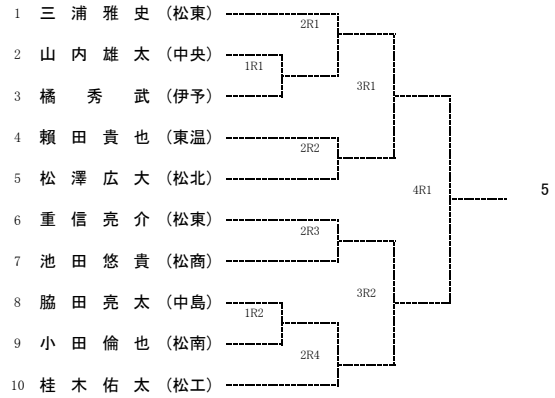 1 三 浦 雅 史 (松東)
2R1
2 山 内 雄 太 (中央)
1R1
3 橘 秀 武 (伊予)
3R1
4 賴 田 貴 也 (東温)
2R2
5 松 澤 広 大 (松北)
4R1
5
6 重 信 亮 介 (松東)
2R3
7 池 田 悠 貴 (松商)
3R2
8 脇 田 亮 太 (中島)
1R2
9 小 田 倫 也 (松南)
2R4
10 桂 木 佑 太 (松工)